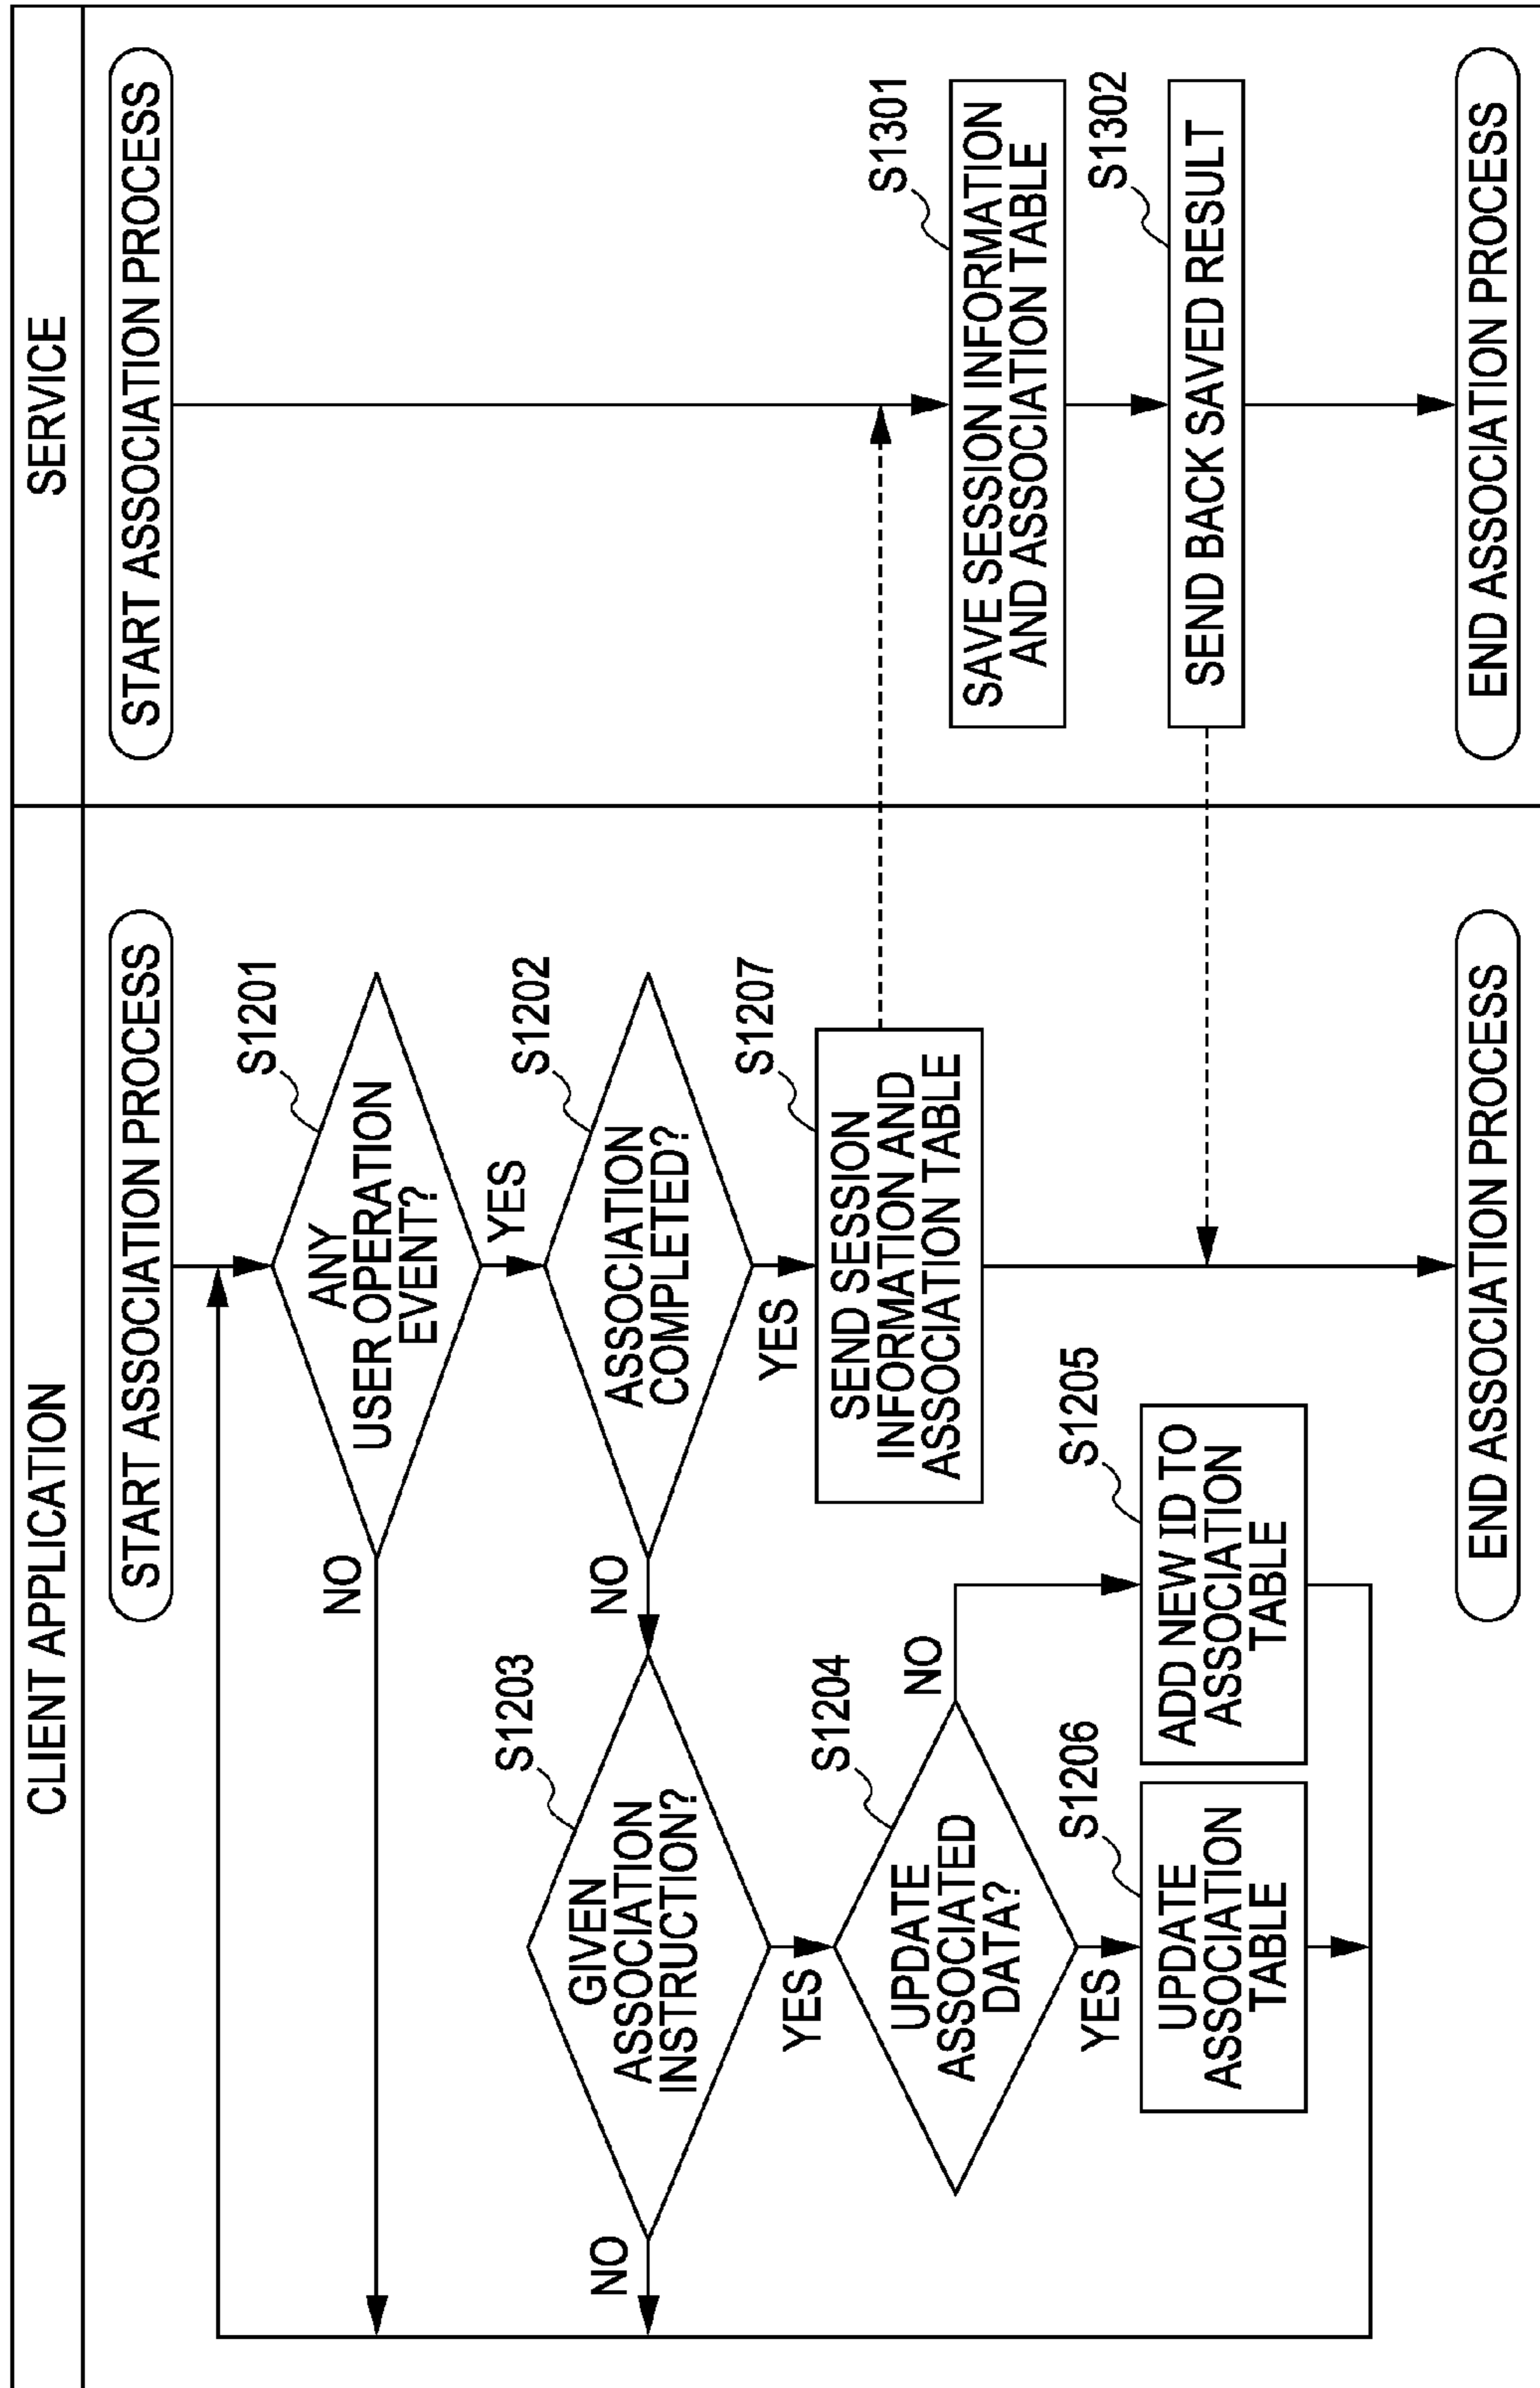 CLIENT APPLICATION
SERVICE
START ASSOCIATION PROCESS
START ASSOCIATION PROCESS
S1201
ANY
USER OPERATION
EVENT?
NO
YES
S1202
ASSOCIATION
COMPLETED?
NO
YES
S1203
GIVEN
ASSOCIATION
INSTRUCTION?
NO
YES
S1207
SEND SESSION
INFORMATION AND
ASSOCIATION TABLE
S1204
UPDATE
ASSOCIATED
DATA?
NO
YES
S1301
SAVE SESSION INFORMATION
AND ASSOCIATION TABLE
S1206
UPDATE
ASSOCIATION
TABLE
S1205
ADD NEW ID TO
ASSOCIATION
TABLE
S1302
SEND BACK SAVED RESULT
END ASSOCIATION PROCESS
END ASSOCIATION PROCESS